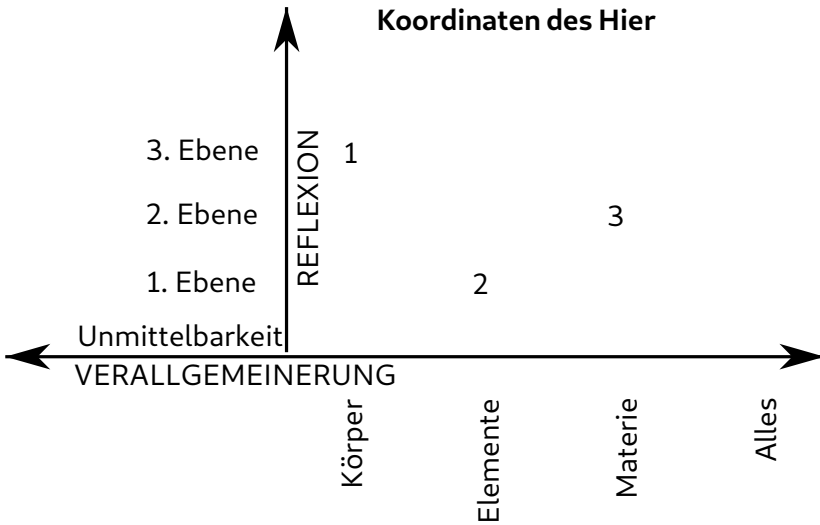 Koordinaten des Hier
REFLEXION
3. Ebene
1
2. Ebene
3
1. Ebene
2
Unmittelbarkeit
VERALLGEMEINERUNG
Körper
Elemente
Materie
Alles